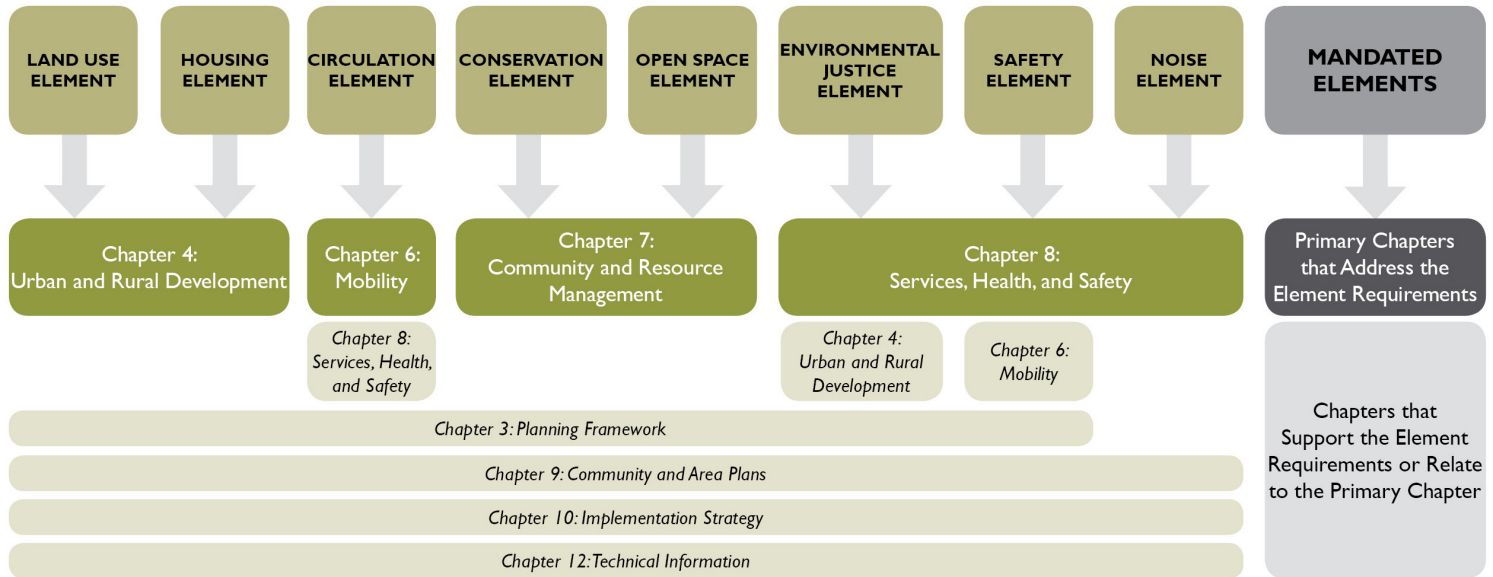 LAND USE
ELEMENT
HOUSING
ELEMENT
CIRCULATION
ELEMENT
CONSERVATION
ELEMENT
OPEN SPACE
ELEMENT
ENVIRONMENTAL
JUSTICE
ELEMENT
SAFETY
ELEMENT
NOISE
ELEMENT
MANDATED
ELEMENTS
Chapter 4:
Urban and Rural Development
Chapter 6:
Mobility
Chapter 7:
Community and Resource
Management
Chapter 8:
Services, Health, and Safety
Primary Chapters
that Address the
Element Requirements
Chapter 8:
Services, Health,
and Safety
Chapter 4:
Urban and Rural
Development
Chapter 6:
Mobility
Chapter 3: Planning Framework
Chapter 9: Community and Area Plans
Chapter 10: Implementation Strategy
Chapter 12: Technical Information
Chapters that
Support the Element
Requirements or Relate
to the Primary Chapter